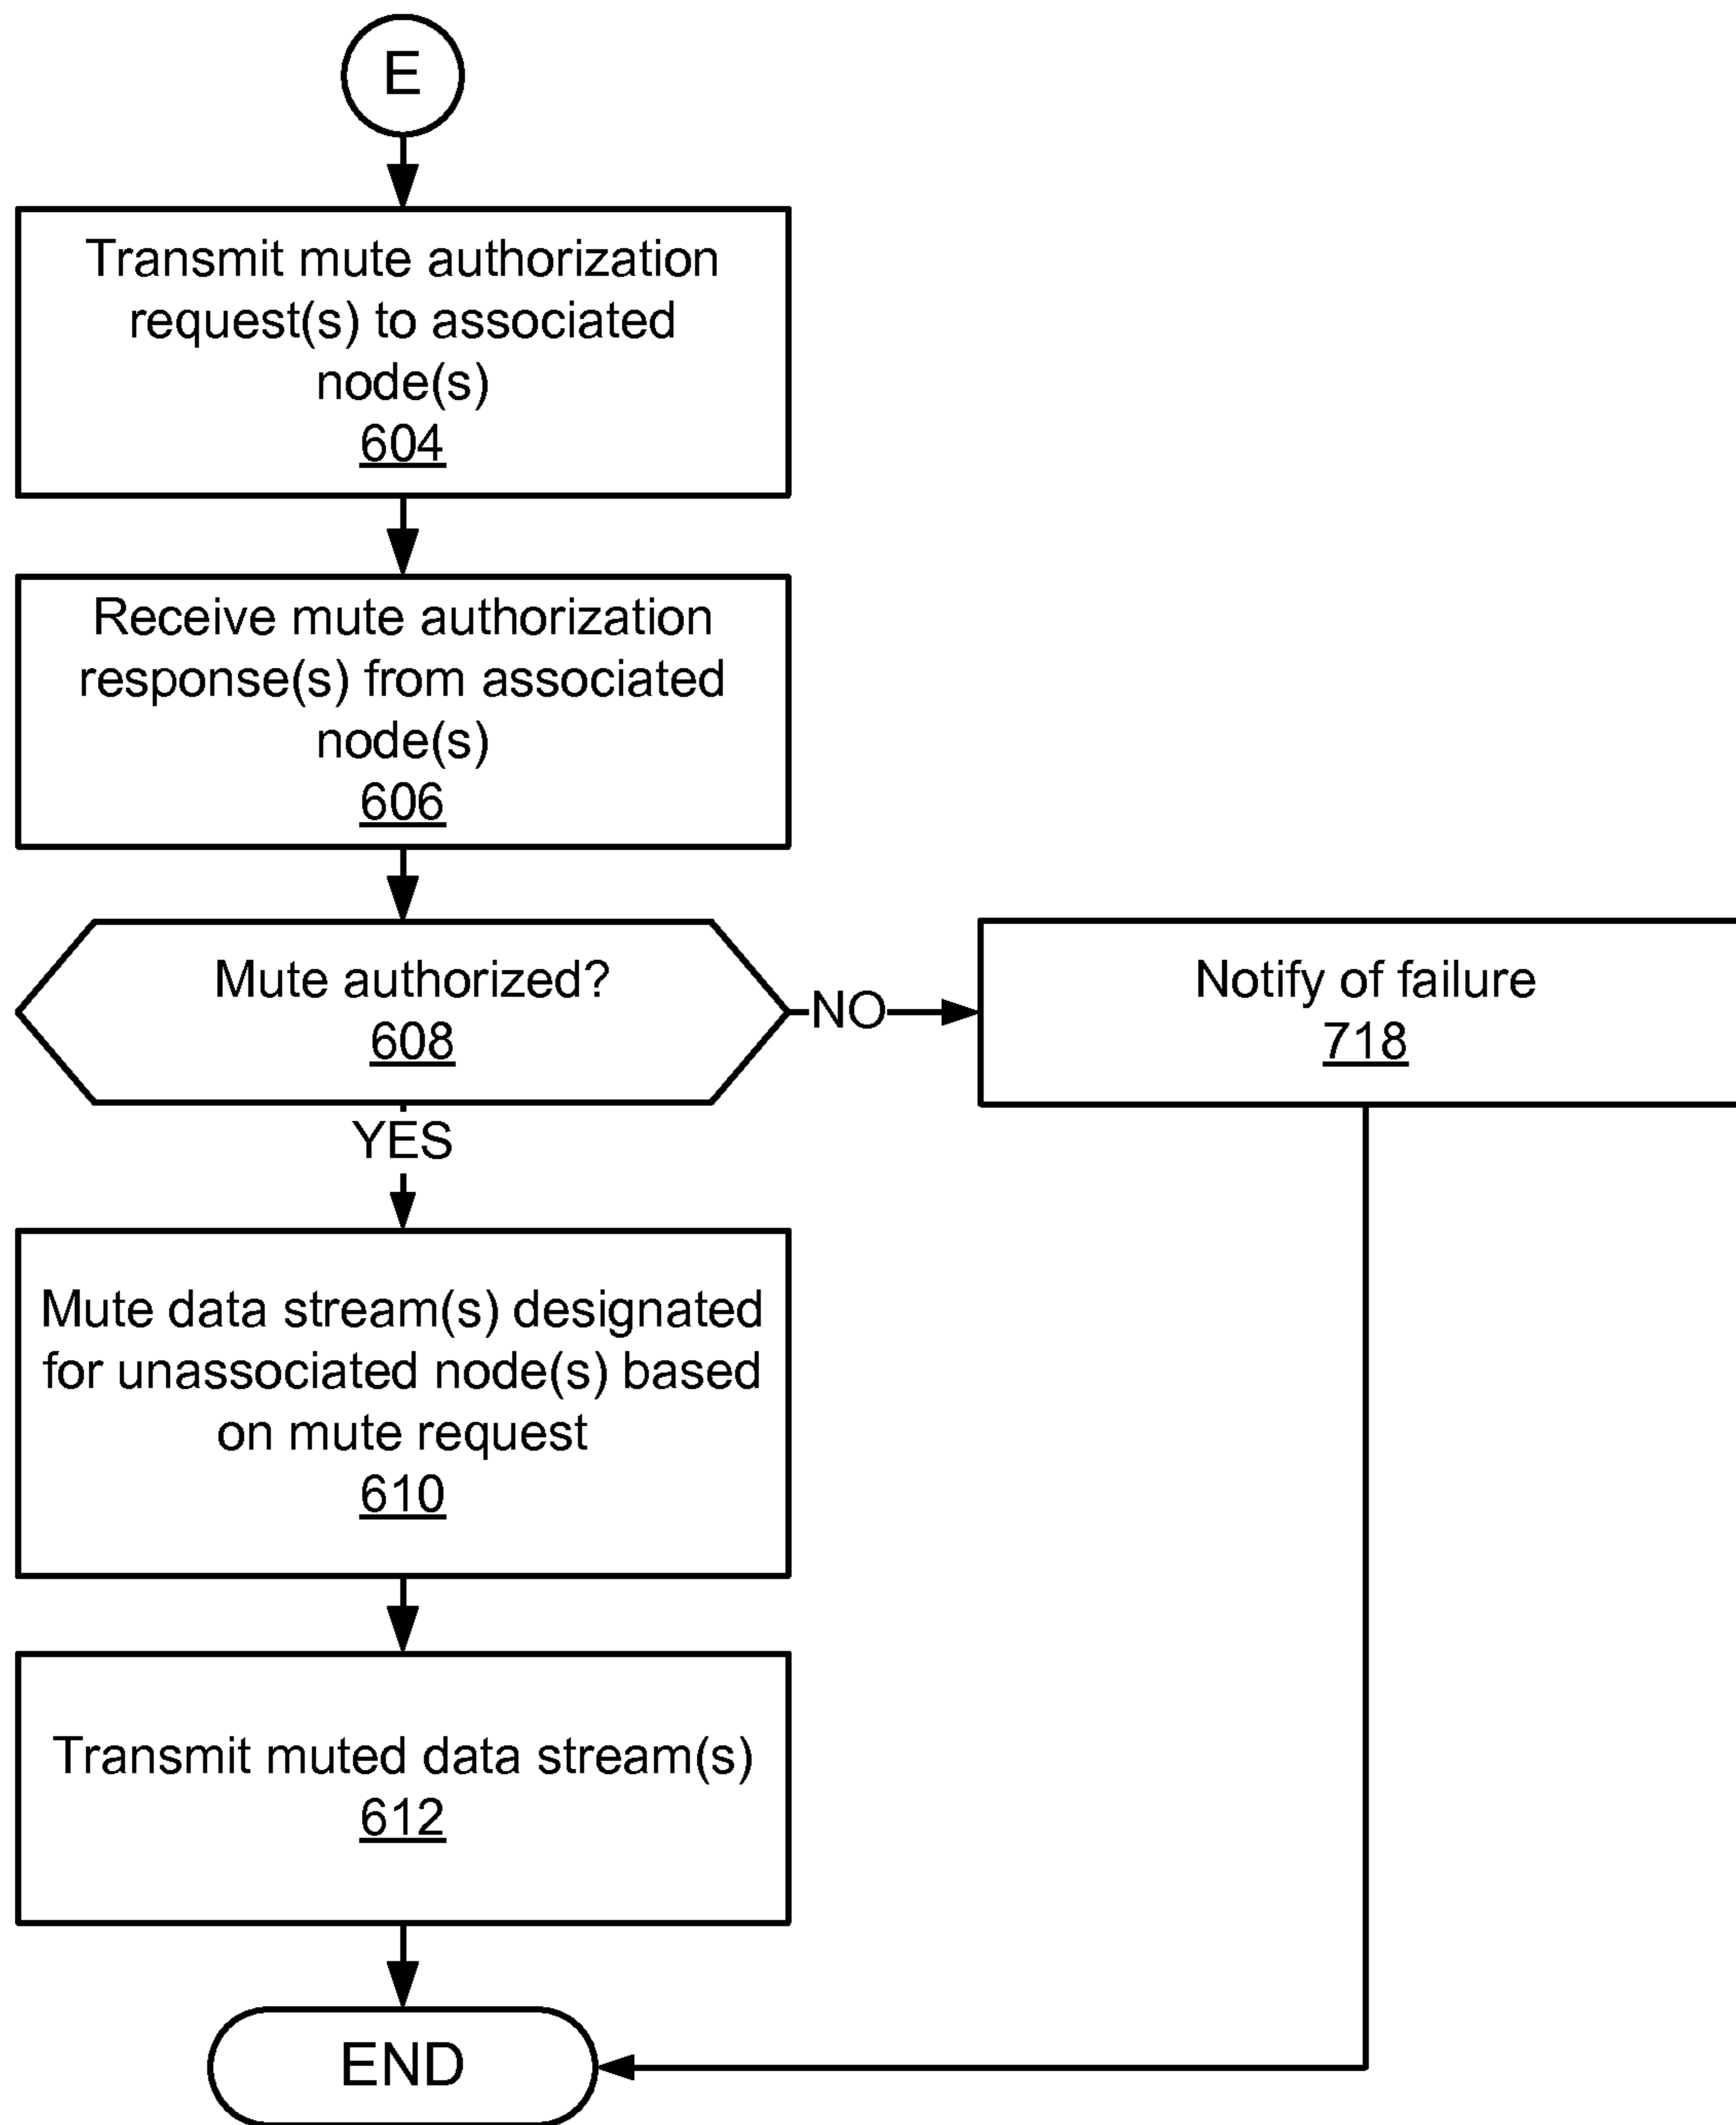 E
Transmit mute authorization
request(s) to associated
node(s)
604
Receive mute authorization
response(s) from associated
node(s)
606
Mute authorized?
608
NO
Notify of failure
718
YES
Mute data stream(s) designated
for unassociated node(s) based
on mute request
610
Transmit muted data stream(s)
612
END